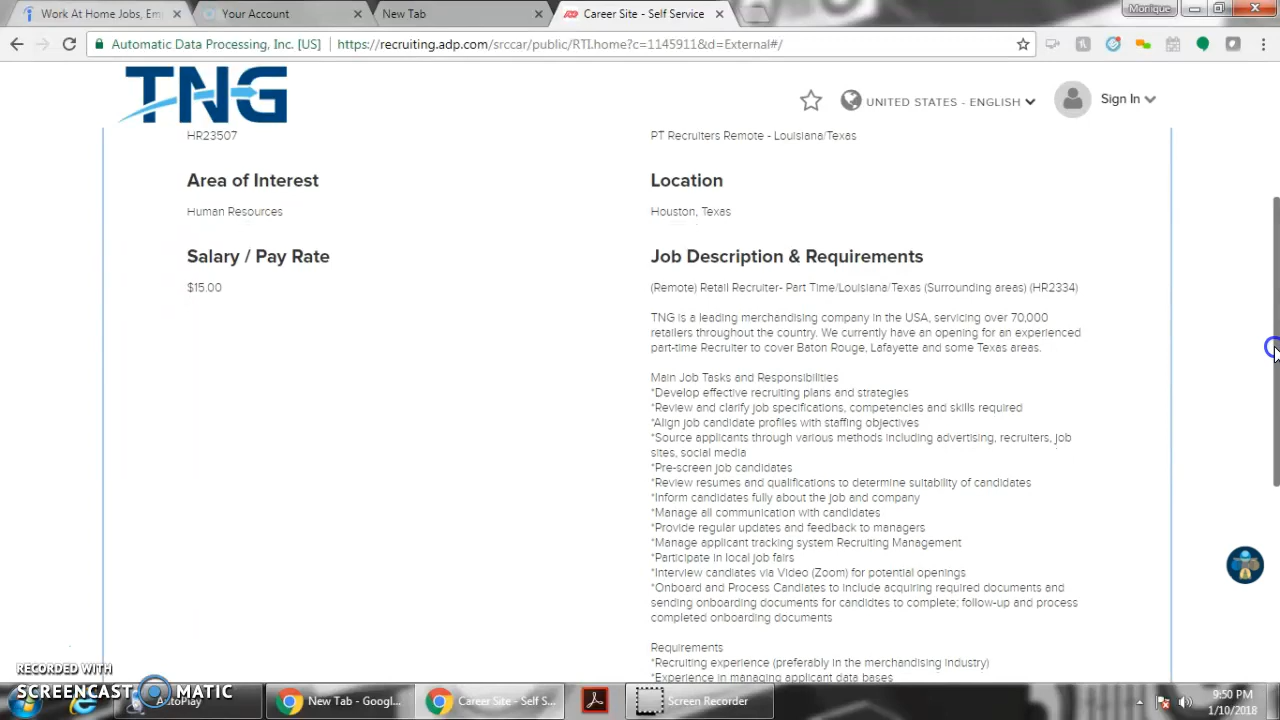 Work At Home Jobs, Em
Your Account
New Tab
Career Site - Self Service
Monique
Automatic Data Processing, Inc. [US]
https://recruiting.adp.com/srccar/public/RTI.home?c=1145911&d=External#/
TNG
UNITED STATES - ENGLISH
Sign In
HR23507
PT Recruiters Remote - Louisiana/Texas
Area of Interest
Location
Human Resources
Houston, Texas
Salary / Pay Rate
Job Description & Requirements
$15.00
(Remote) Retail Recruiter- Part Time/Louisiana/Texas (Surrounding areas) (HR2334)
TNG is a leading merchandising company in the USA, servicing over 70,000
retailers throughout the country. We currently have an opening for an experienced
part-time Recruiter to cover Baton Rouge, Lafayette and some Texas areas.
Main Job Tasks and Responsibilities
*Develop effective recruiting plans and strategies
*Review and clarify job specifications, competencies and skills required
*Align job candidate profiles with staffing objectives
*Source applicants through various methods including advertising, recruiters, job
sites, social media
*Pre-screen job candidates
*Review resumes and qualifications to determine suitability of candidates
*Inform candidates fully about the job and company
*Manage all communication with candidates
*Provide regular updates and feedback to managers
*Manage applicant tracking system Recruiting Management
*Participate in local job fairs
*Interview candiates via Video (Zoom) for potential openings
*Onboard and Process Candiates to include acquiring required documents and
sending onboarding documents for candidtes to complete; follow-up and process
completed onboarding documents
Requirements
*Recruiting experience (preferably in the merchandising industry)
*Experience in managing applicant data bases
RECORDED WITH
SCREENCAST MATIC
AutoPlay
New Tab - Googl...
Career Site - Self S...
Screen Recorder
9:50 PM
1/10/2018